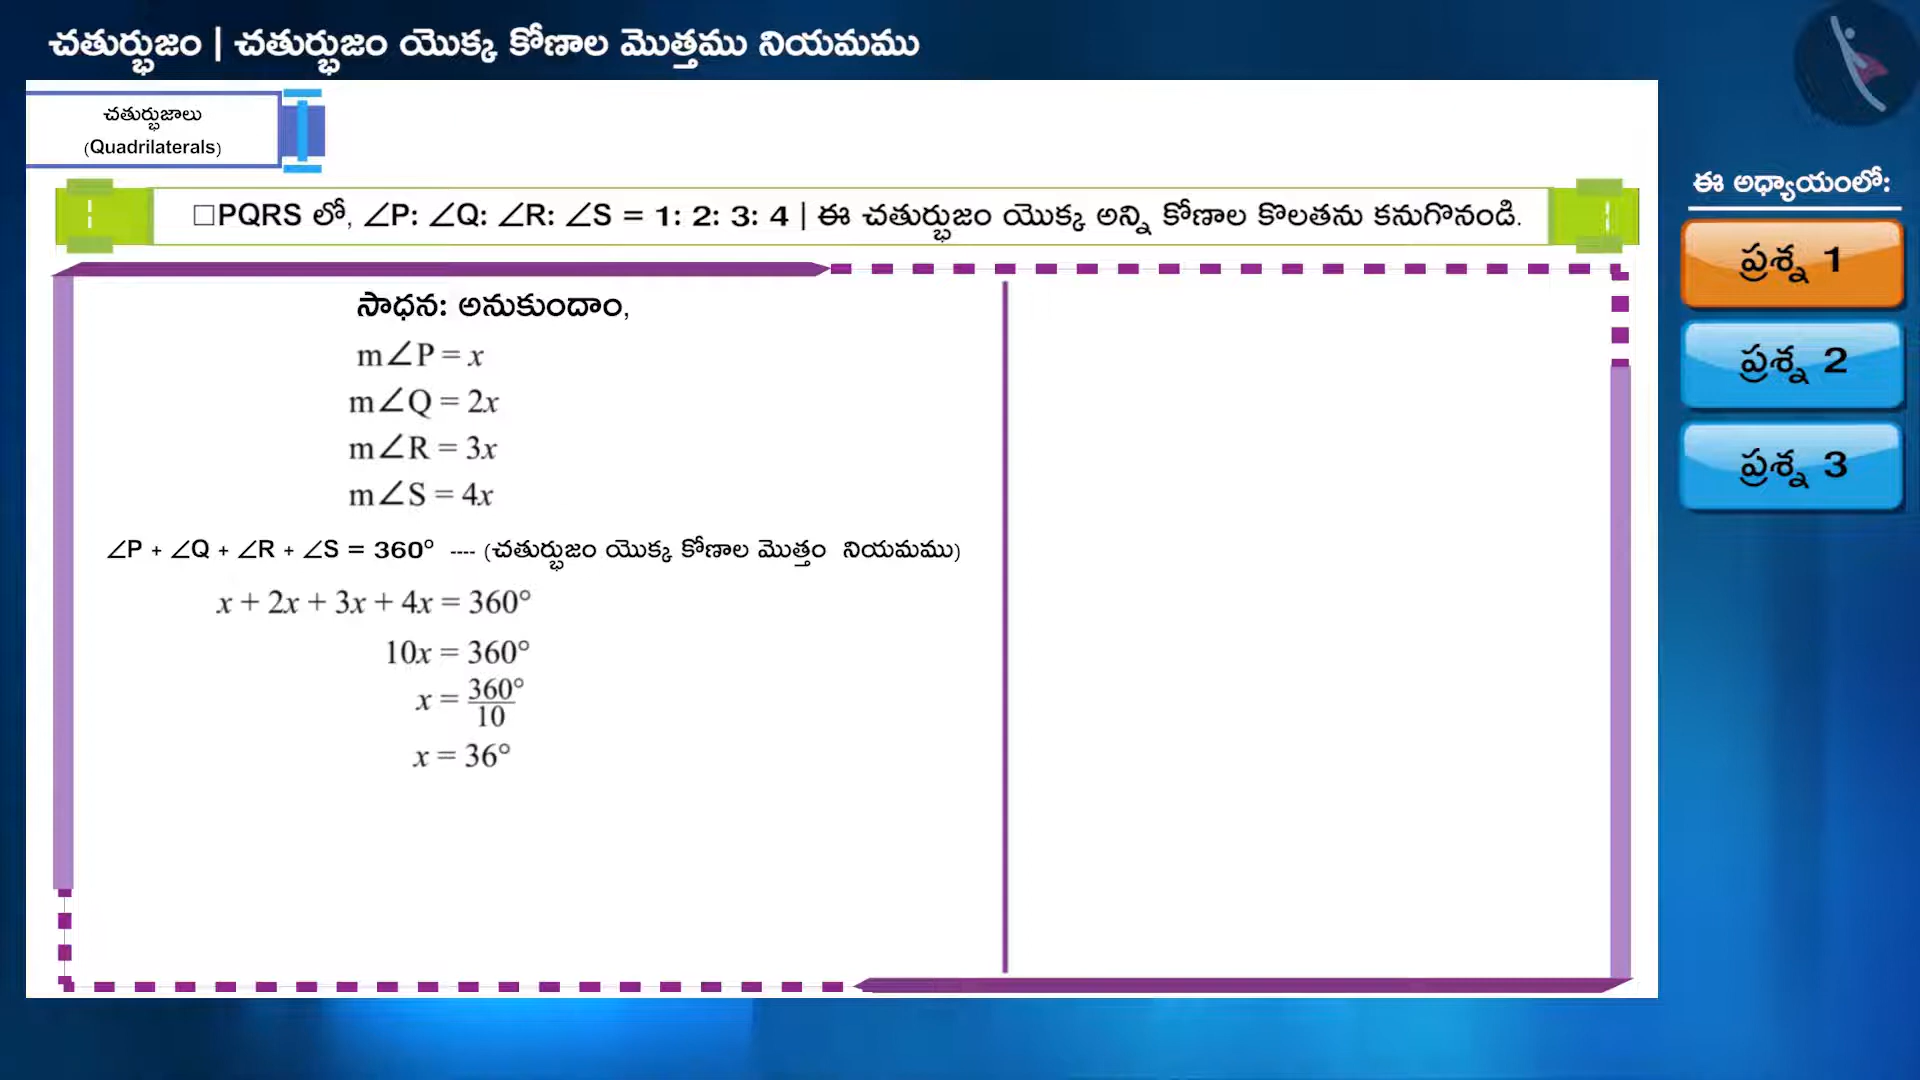 చతుర్భుజం | చతుర్భుజం యొక్క కోణాల మొత్తము నియమము
చతుర్భుజాలు
(Quadrilaterals)
□PQRS లో, ∠P: ∠Q: ∠R: ∠S = 1: 2: 3: 4 | ఈ చతుర్భుజం యొక్క అన్ని కోణాల కొలతను కనుగొనండి.
సాధన: అనుకుందాం,
m∠P = x
m∠Q = 2x
m∠R = 3x
m∠S = 4x
∠P + ∠Q + ∠R + ∠S = 360° ---- (చతుర్భుజం యొక్క కోణాల మొత్తం నియమము)
x + 2x + 3x + 4x = 360°
10x = 360°
x = 360°/10
x = 36°
ఈ అధ్యాయంలో:
ప్రశ్న 1
ప్రశ్న 2
ప్రశ్న 3